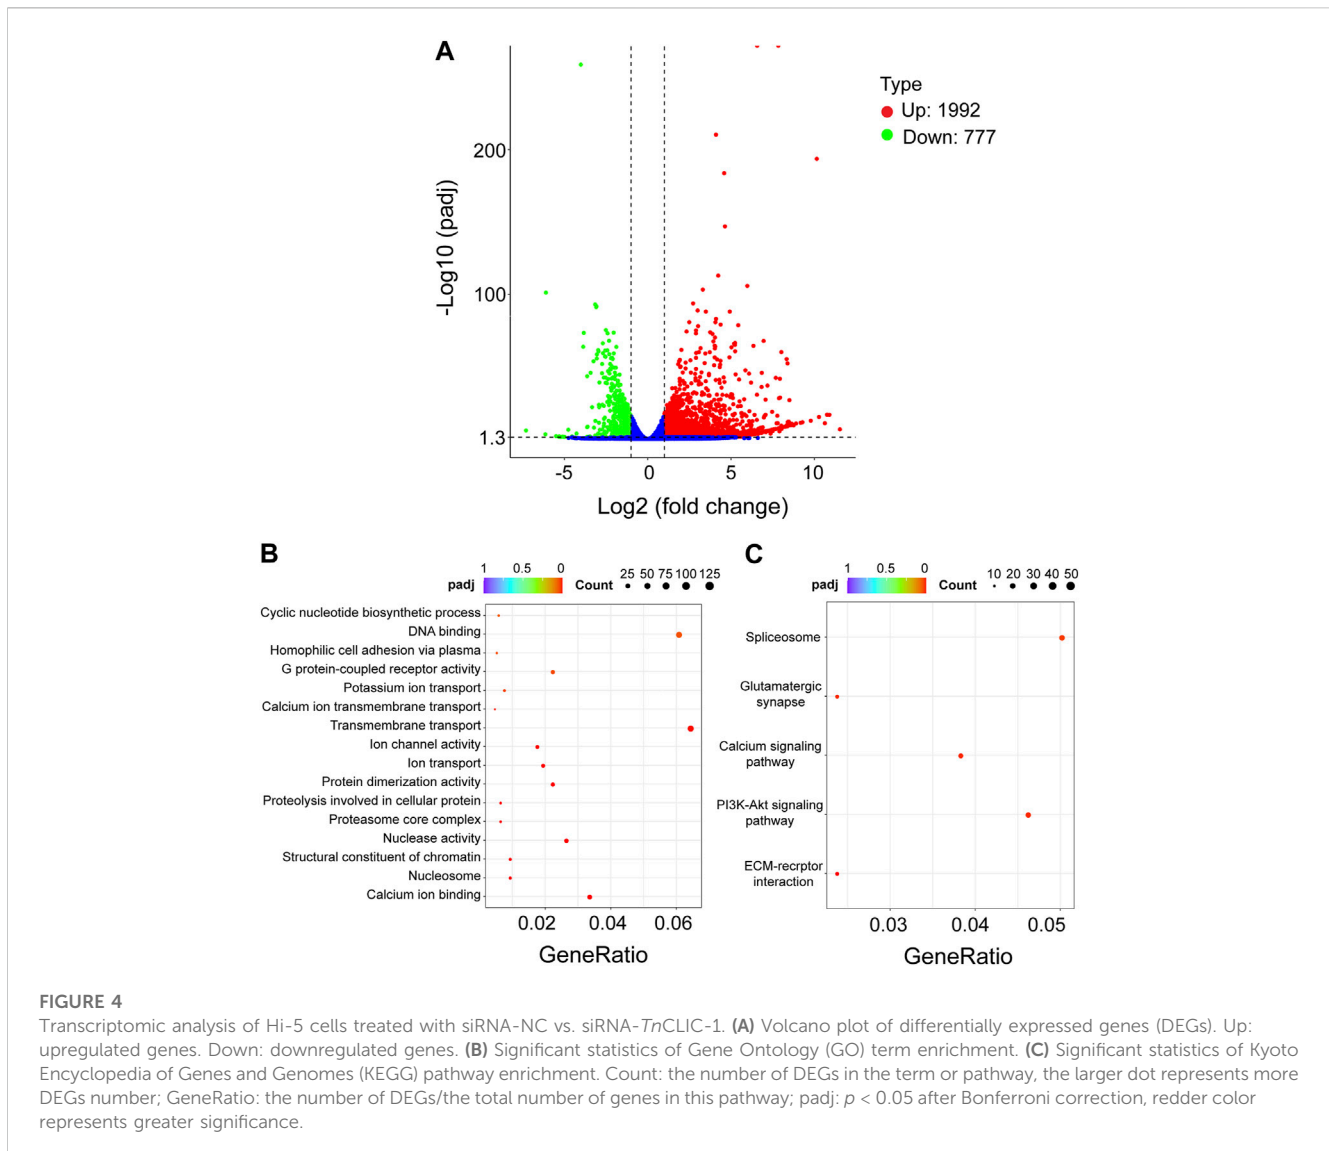 A
Type
Up: 1992
Down: 777
200
100
1.3
-Log10 (padj)
-5 0 5 10
Log2 (fold change)
B
padj 1 0.5 0 Count 25 50 75 100 125
Cyclic nucleotide biosynthetic process
DNA binding
Homophilic cell adhesion via plasma
G protein-coupled receptor activity
Potassium ion transport
Calcium ion transmembrane transport
Transmembrane transport
Ion channel activity
Ion transport
Protein dimerization activity
Proteolysis involved in cellular protein
Proteasome core complex
Nuclease activity
Structural constituent of chromatin
Nucleosome
Calcium ion binding
0.02 0.04 0.06
GeneRatio
C
padj 1 0.5 0 Count 10 20 30 40 50
Spliceosome
Glutamatergic
synapse
Calcium signaling
pathway
PI3K-Akt signaling
pathway
ECM-recrptor
interaction
0.03 0.04 0.05
GeneRatio
FIGURE 4
Transcriptomic analysis of Hi-5 cells treated with siRNA-NC vs. siRNA-TnCLIC-1. (A) Volcano plot of differentially expressed genes (DEGs). Up:
upregulated genes. Down: downregulated genes. (B) Significant statistics of Gene Ontology (GO) term enrichment. (C) Significant statistics of Kyoto
Encyclopedia of Genes and Genomes (KEGG) pathway enrichment. Count: the number of DEGs in the term or pathway, the larger dot represents more
DEGs number; GeneRatio: the number of DEGs/the total number of genes in this pathway; padj: p < 0.05 after Bonferroni correction, redder color
represents greater significance.